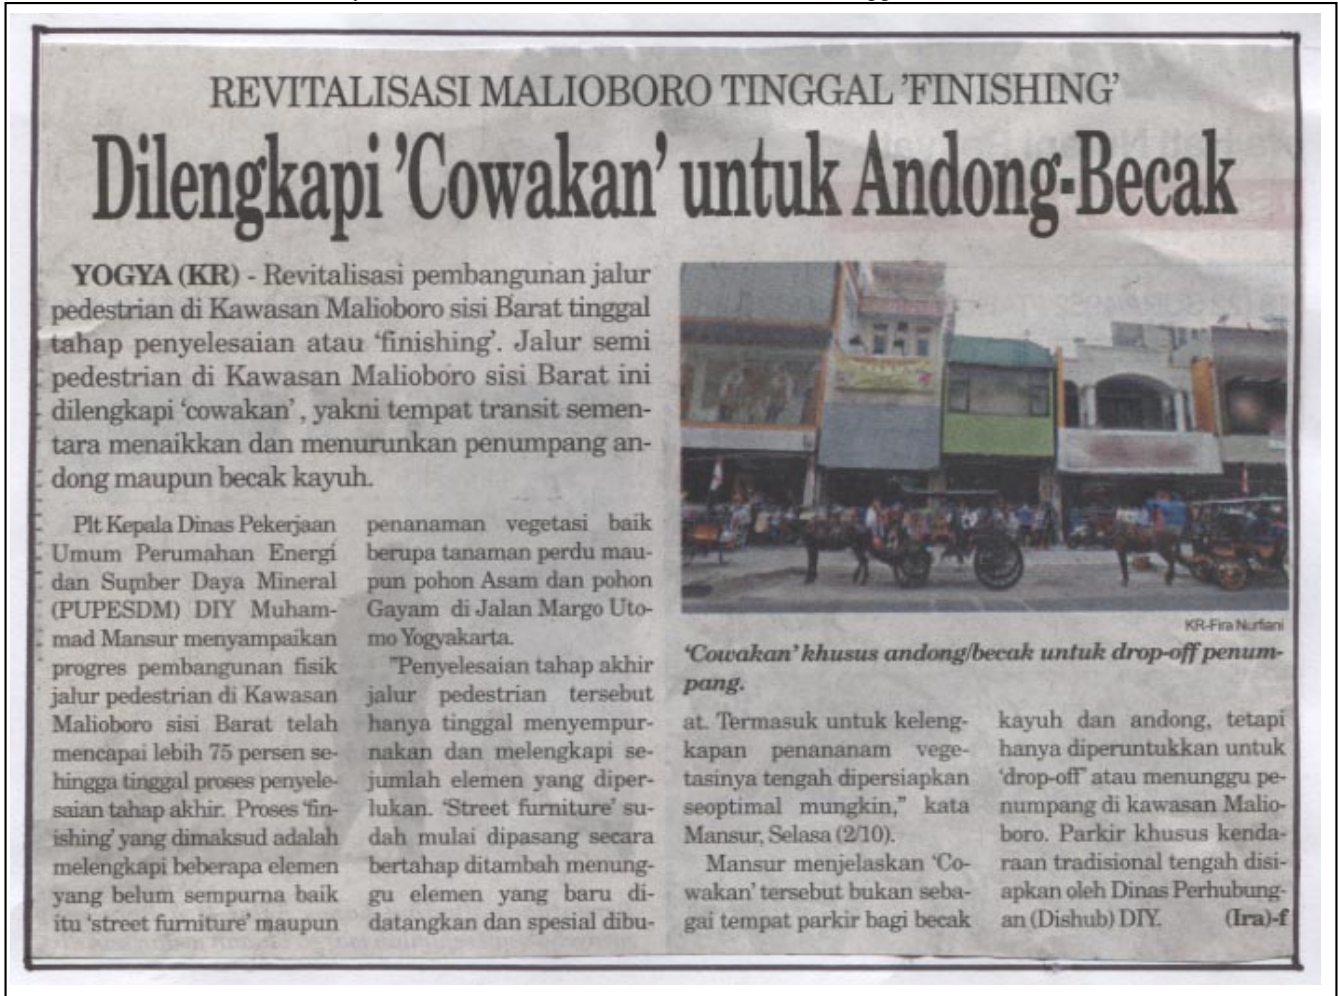 REVITALISASI MALIOBORO TINGGAL 'FINISHING'
Dilengkapi 'Cowakan' untuk Andong-Becak
YOGYA (KR) - Revitalisasi pembangunan jalur
pedestrian di Kawasan Malioboro sisi Barat tinggal
tahap penyelesaian atau 'finishing'. Jalur semi
pedestrian di Kawasan Malioboro sisi Barat ini
dilengkapi 'cowakan' , yakni tempat transit semen-
tara menaikkan dan menurunkan penumpang an-
dong maupun becak kayuh.
Plt Kepala Dinas Pekerjaan
Umum Perumahan Energi
dan Sumber Daya Mineral
(PUPESDM) DIY Muham-
mad Mansur menyampaikan
progres pembangunan fisik
jalur pedestrian di Kawasan
Malioboro sisi Barat telah
mencapai lebih 75 persen se-
hingga tinggal proses penyele-
saian tahap akhir. Proses 'fin-
ishing' yang dimaksud adalah
melengkapi beberapa elemen
yang belum sempurna baik
itu 'street furniture' maupun
penanaman vegetasi baik
berupa tanaman perdu mau-
pun pohon Asam dan pohon
Gayam di Jalan Margo Uto-
mo Yogyakarta.
"Penyelesaian tahap akhir
jalur pedestrian tersebut
hanya tinggal menyempur-
nakan dan melengkapi se-
jumlah elemen yang diper-
lukan. 'Street furniture' su-
dah mulai dipasang secara
bertahap ditambah menung-
gu elemen yang baru di-
datangkan dan spesial dibu-
KR-Fira Nurfiani
'Cowakan' khusus andong/becak untuk drop-off penum-
pang.
at. Termasuk untuk keleng-
kapan penananam vege-
tasinya tengah dipersiapkan
seoptimal mungkin," kata
Mansur, Selasa (2/10).
Mansur menjelaskan 'Co-
wakan' tersebut bukan seba-
gai tempat parkir bagi becak
kayuh dan andong, tetapi
hanya diperuntukkan untuk
'drop-off' atau menunggu pe-
numpang di kawasan Malio-
boro. Parkir khusus kenda-
raan tradisional tengah disi-
apkan oleh Dinas Perhubung-
an (Dishub) DIY. (Ira)-f